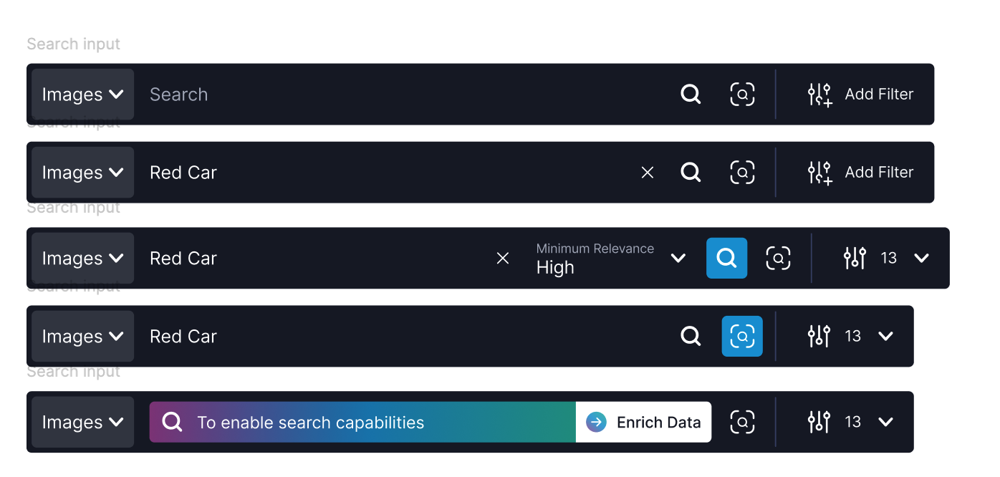 Search input
Images Search Add Filter
Search input
Images Red Car Add Filter
Search input
Images Red Car Minimum Relevance High 13
Search input
Images Red Car 13
Search input
Images To enable search capabilities Enrich Data 13